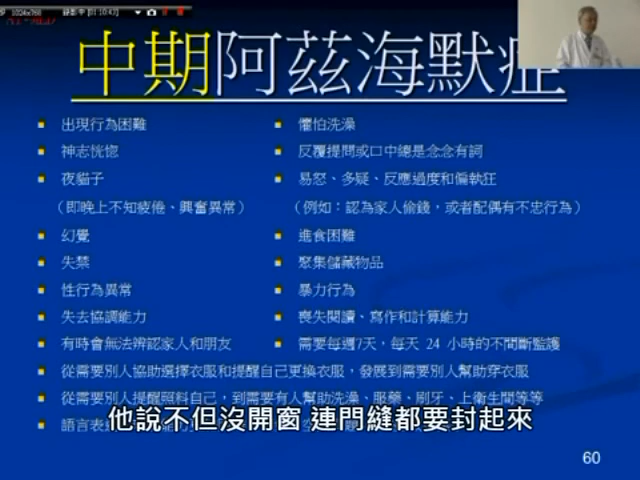 1024x768 錄影中 [01:10:43]
中期阿茲海默症
出現行為困難
神志恍惚
夜貓子
(即晚上不知疲倦、興奮異常)
幻覺
失禁
性行為異常
失去協調能力
有時會無法辨認家人和朋友
懼怕洗澡
反覆提問或口中總是念念有詞
易怒、多疑、反應過度和偏執狂
(例如：認為家人偷錢，或者配偶有不忠行為)
進食困難
聚集儲藏物品
暴力行為
喪失閱讀、寫作和計算能力
需要每週7天，每天 24 小時的不間斷監護
從需要別人協助選擇衣服和提醒自己更換衣服，發展到需要別人幫助穿衣服
從需要別人提醒照料自己，到需要有人幫助洗澡、服藥、刷牙、上衛生間等等
語言表
他說不但沒開窗 連門縫都要封起來
60